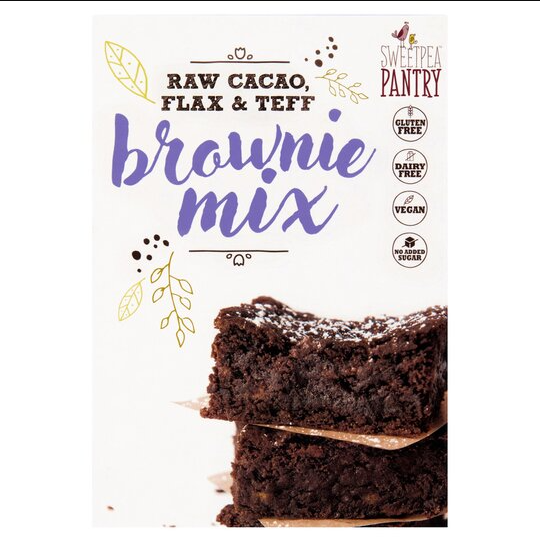 RAW CACAO,
FLAX & TEFF
brownie
mix
SWEETPEA
PANTRY
GLUTEN
FREE
DAIRY
FREE
VEGAN
NO ADDED
SUGAR